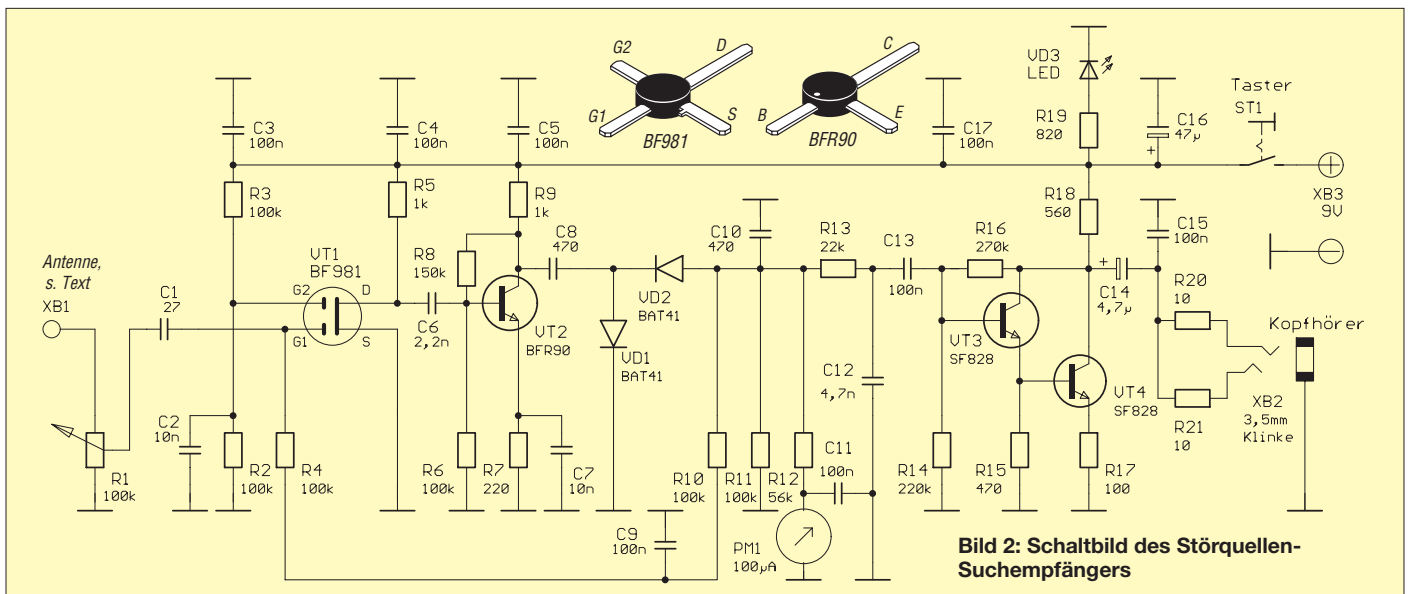 G2
D
G1
S
BF981
C
B
E
BFR90
VD3
LED
Taster
ST1
C3
100n
C4
100n
C5
100n
C17
100n
R19
820
C16
47µ
+
XB3
9V
R3
100k
R5
1k
R9
1k
R18
560
C15
100n
Antenne,
s. Text
XB1
C1
27
VT1
BF981
G2
D
G1
S
R8
150k
C6
2,2n
C8
470
VT2
BFR90
VD2
BAT41
VD1
BAT41
C10
470
R13
22k
C13
100n
R16
270k
+
C14
4,7µ
R20
10
Kopfhörer
VT3
SF828
C12
4,7n
VT4
SF828
R21
10
XB2
3,5mm
Klinke
R1
100k
C2
10n
R2
100k
R4
100k
R6
100k
R7
220
C7
10n
R10
100k
R11
100k
R12
56k
C11
100n
R14
220k
R15
470
R17
100
C9
100n
PM1
100µA
Bild 2: Schaltbild des Störquellen-
Suchempfängers